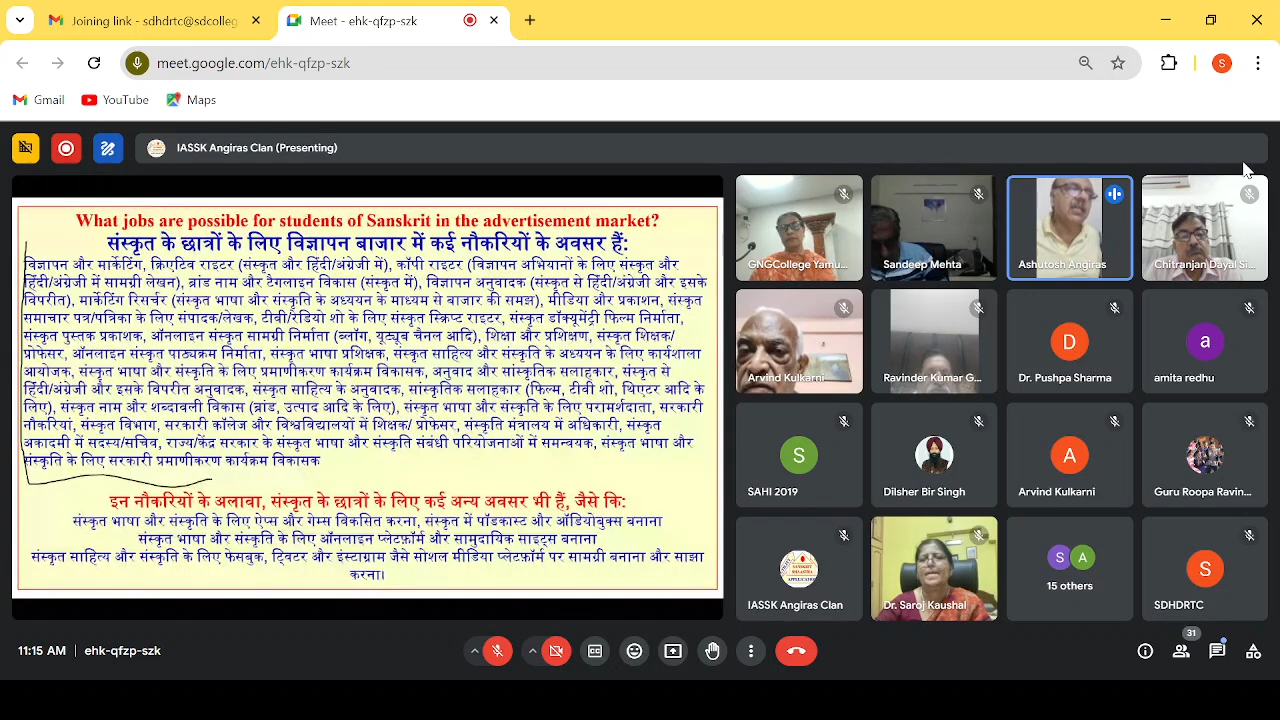 Joining link - sdhdrtc@sdcolleg
Meet - ehk-qfzp-szk
meet.google.com/ehk-qfzp-szk
S
Gmail
YouTube
Maps
IASSK Angiras Clan (Presenting)
What jobs are possible for students of Sanskrit in the advertisement market?
संस्कृत के छात्रों के लिए विज्ञापन बाजार में कई नौकरियों के अवसर हैं:
विज्ञापन और मार्केटिंग, क्रिएटिव राइटर (संस्कृत और हिंदी/अंग्रेजी में), कॉपी राइटर (विज्ञापन अभियानों के लिए संस्कृत और
हिंदी/अंग्रेजी में सामग्री लेखन), ब्रांड नाम और टैगलाइन विकास (संस्कृत में), विज्ञापन अनुवादक (संस्कृत से हिंदी/अंग्रेजी और इसके
विपरीत), मार्केटिंग रिसर्चर (संस्कृत भाषा और संस्कृति के अध्ययन के माध्यम से बाजार की समझ), मीडिया और प्रकाशन, संस्कृत
समाचार पत्र/पत्रिका के लिए संपादक/लेखक, टीवी/रेडियो शो के लिए संस्कृत स्क्रिप्ट राइटर, संस्कृत डॉक्यूमेंट्री फिल्म निर्माता,
संस्कृत पुस्तक प्रकाशक, ऑनलाइन संस्कृत सामग्री निर्माता (ब्लॉग, यूट्यूब चैनल आदि), शिक्षा और प्रशिक्षण, संस्कृत शिक्षक/
प्रोफेसर, ऑनलाइन संस्कृत पाठ्यक्रम निर्माता, संस्कृत भाषा प्रशिक्षक, संस्कृत साहित्य और संस्कृति के अध्ययन के लिए कार्यशाला
आयोजक, संस्कृत भाषा और संस्कृति के लिए प्रमाणीकरण कार्यक्रम विकासक, अनुवाद और सांस्कृतिक सलाहकार, संस्कृत से
हिंदी/अंग्रेजी और इसके विपरीत अनुवादक, संस्कृत साहित्य के अनुवादक, सांस्कृतिक सलाहकार (फिल्म, टीवी शो, थिएटर आदि के
लिए), संस्कृत नाम और शब्दावली विकास (ब्रांड, उत्पाद आदि के लिए), संस्कृत भाषा और संस्कृति के लिए परामर्शदाता, सरकारी
नौकरियां, संस्कृत विभाग, सरकारी कॉलेज और विश्वविद्यालयों में शिक्षक/ प्रोफेसर, संस्कृति मंत्रालय में अधिकारी, संस्कृत
अकादमी में सदस्य/सचिव, राज्य/केंद्र सरकार के संस्कृत भाषा और संस्कृति संबंधी परियोजनाओं में समन्वयक, संस्कृत भाषा और
संस्कृति के लिए सरकारी प्रमाणीकरण कार्यक्रम विकासक
इन नौकरियों के अलावा, संस्कृत के छात्रों के लिए कई अन्य अवसर भी हैं, जैसे कि:
संस्कृत भाषा और संस्कृति के लिए ऐप्स और गेम्स विकसित करना, संस्कृत में पॉडकास्ट और ऑडियोबुक्स बनाना
संस्कृत भाषा और संस्कृति के लिए ऑनलाइन प्लेटफ़ॉर्म और सामुदायिक साइट्स बनाना
संस्कृत साहित्य और संस्कृति के लिए फेसबुक, ट्विटर और इंस्टाग्राम जैसे सोशल मीडिया प्लेटफ़ॉर्म पर सामग्री बनाना और साझा
करना।
GNGCollege Yamu...
Sandeep Mehta
Ashutosh Angiras
Chitranjan Dayal Si...
Arvind Kulkarni
Ravinder Kumar G...
D
Dr. Pushpa Sharma
a
amita redhu
S
SAHI 2019
Dilsher Bir Singh
A
Arvind Kulkarni
Guru Roopa Ravin...
IASSK Angiras Clan
Dr. Saroj Kaushal
S A
15 others
S
SDHDRTC
11:15 AM
ehk-qfzp-szk
31